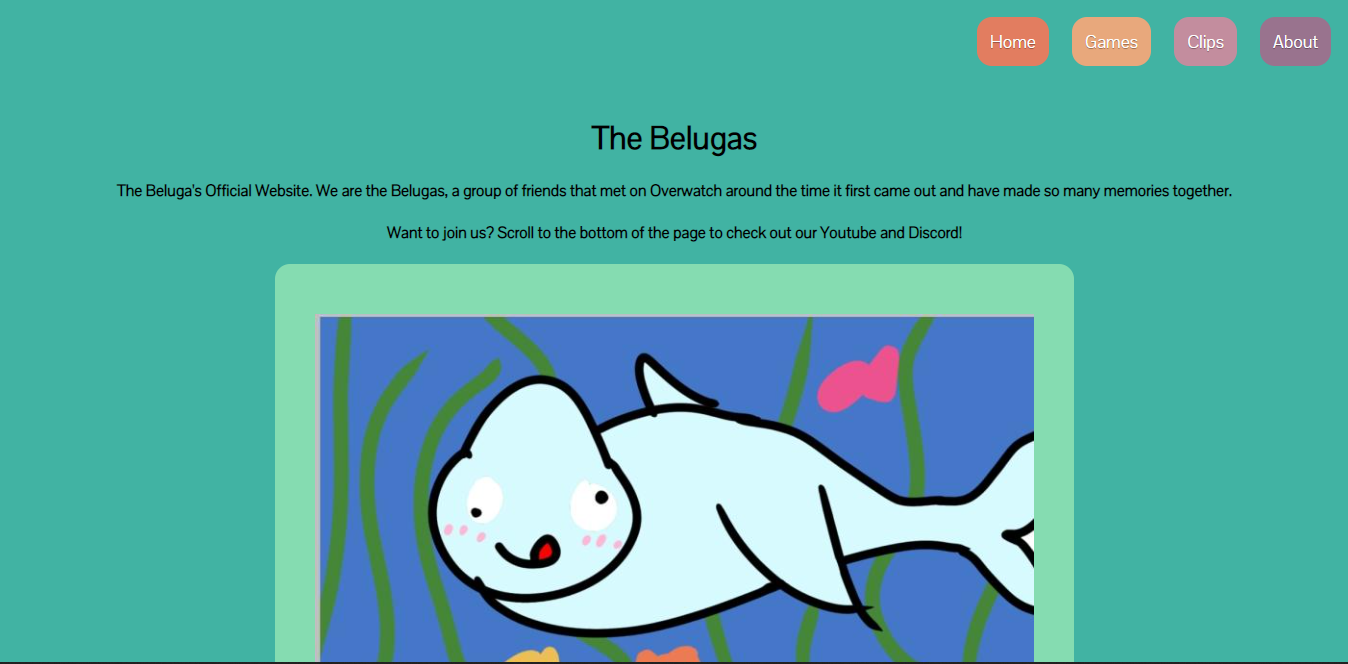 Home Games Clips About
The Belugas
The Beluga's Official Website. We are the Belugas, a group of friends that met on Overwatch around the time it first came out and have made so many memories together.
Want to join us? Scroll to the bottom of the page to check out our Youtube and Discord!